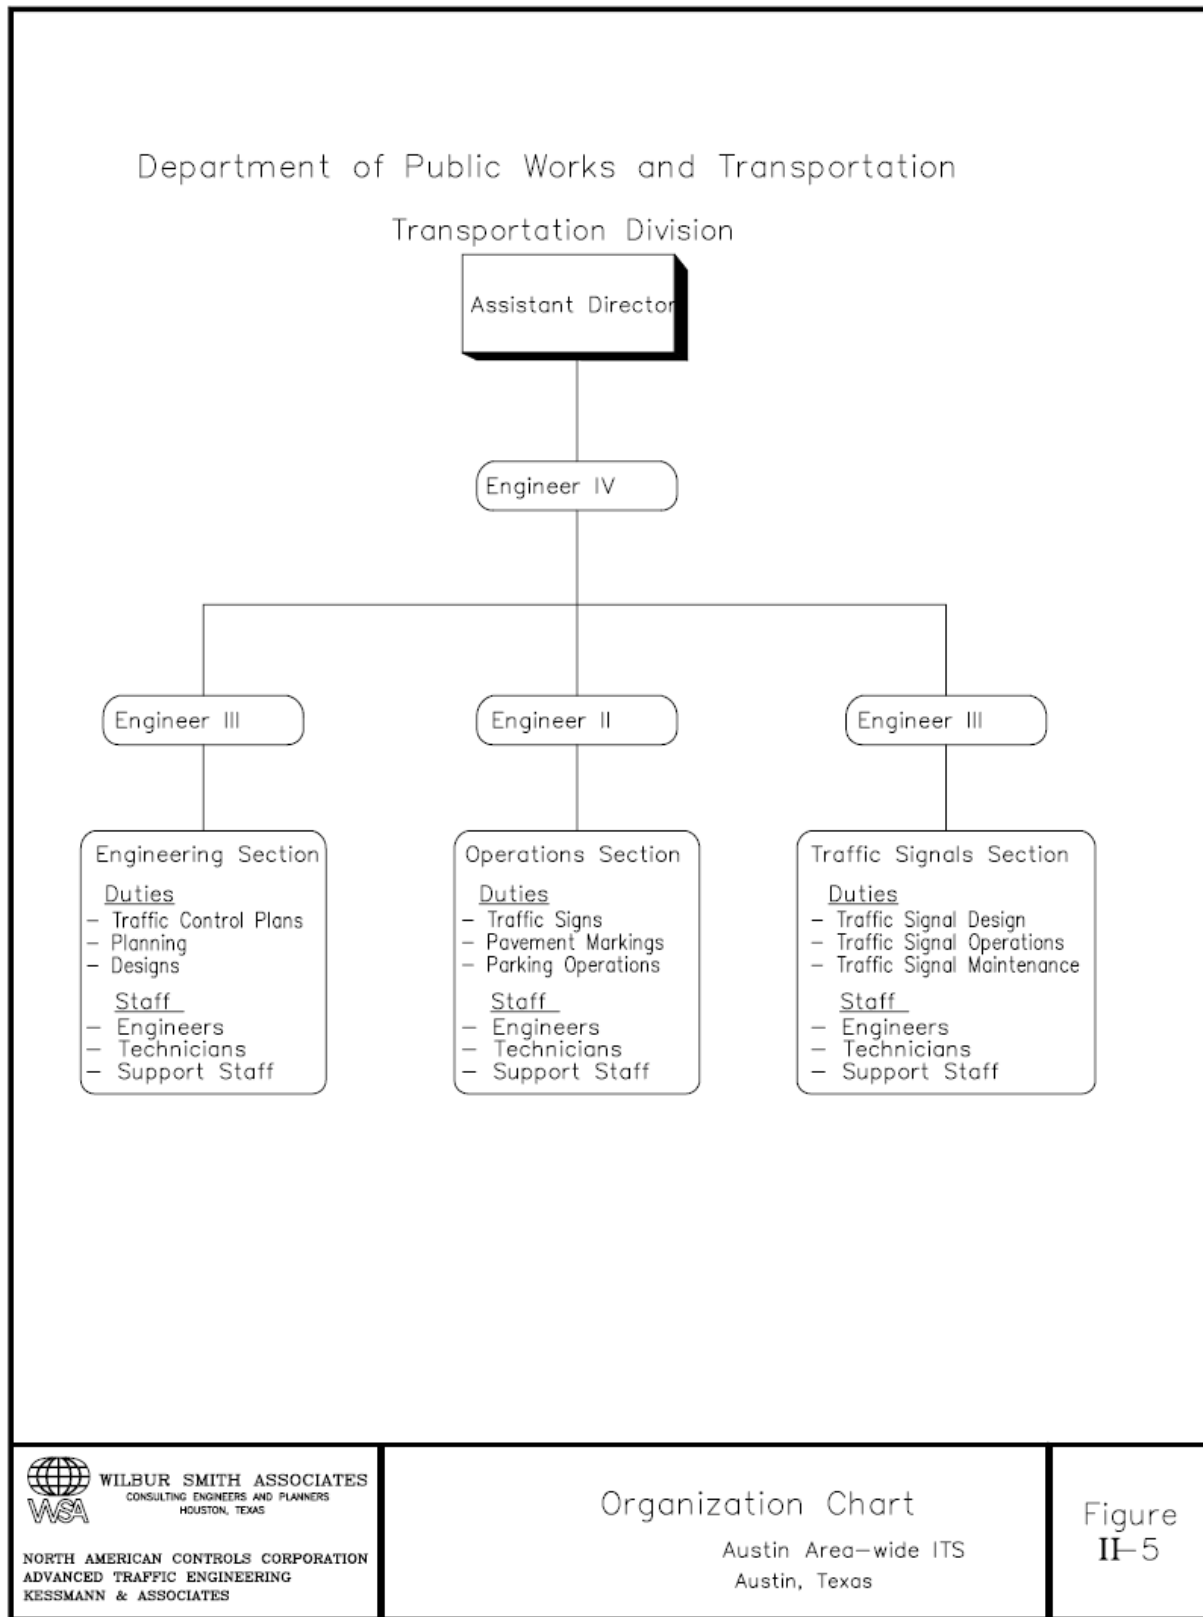 Department of Public Works and Transportation
Transportation Division
Assistant Director
Engineer IV
Engineer III
Engineer II
Engineer III
Engineering Section
Duties
- Traffic Control Plans
- Planning
- Designs
Staff
- Engineers
- Technicians
- Support Staff
Operations Section
Duties
- Traffic Signs
- Pavement Markings
- Parking Operations
Staff
- Engineers
- Technicians
- Support Staff
Traffic Signals Section
Duties
- Traffic Signal Design
- Traffic Signal Operations
- Traffic Signal Maintenance
Staff
- Engineers
- Technicians
- Support Staff
WSA
WILBUR SMITH ASSOCIATES
CONSULTING ENGINEERS AND PLANNERS
HOUSTON, TEXAS
NORTH AMERICAN CONTROLS CORPORATION
ADVANCED TRAFFIC ENGINEERING
KESSMANN & ASSOCIATES
Organization Chart
Austin Area-wide ITS
Austin, Texas
Figure
II-5